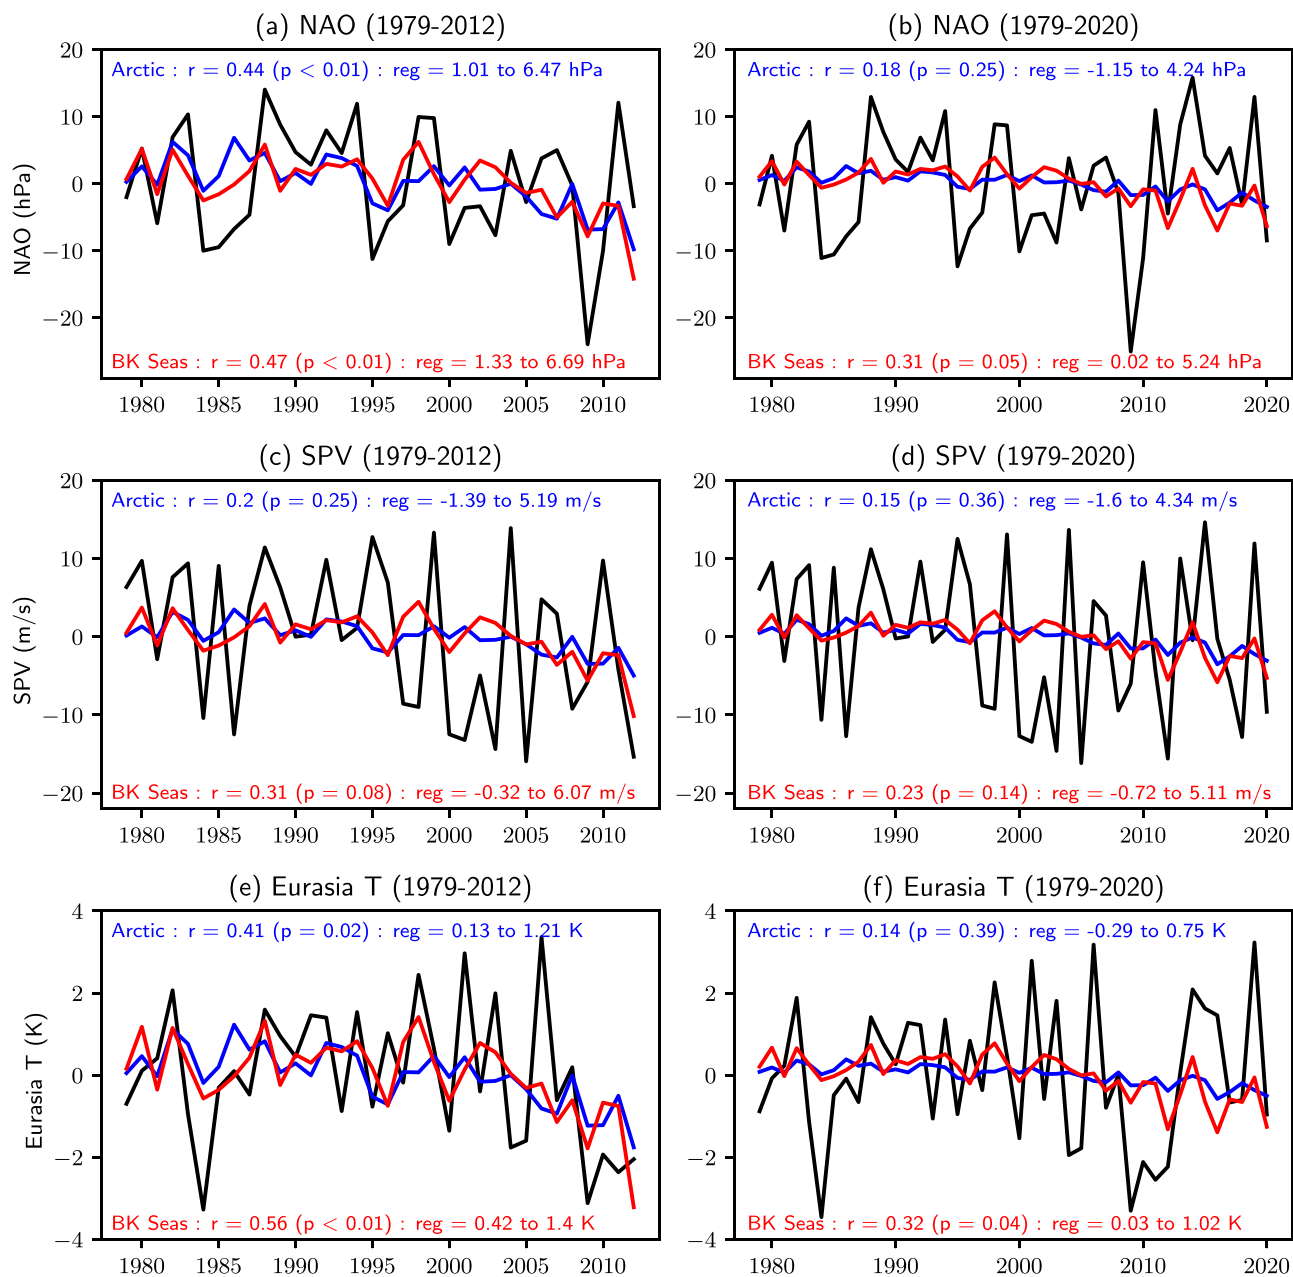 (a) NAO (1979-2012)
(b) NAO (1979-2020)
20
10
0
−10
−20
NAO (hPa)
Arctic : r = 0.44 (p < 0.01) : reg = 1.01 to 6.47 hPa
BK Seas : r = 0.47 (p < 0.01) : reg = 1.33 to 6.69 hPa
1980 1985 1990 1995 2000 2005 2010
20
10
0
−10
−20
Arctic : r = 0.18 (p = 0.25) : reg = -1.15 to 4.24 hPa
BK Seas : r = 0.31 (p = 0.05) : reg = 0.02 to 5.24 hPa
1980 1990 2000 2010 2020
(c) SPV (1979-2012)
(d) SPV (1979-2020)
20
10
0
−10
−20
SPV (m/s)
Arctic : r = 0.2 (p = 0.25) : reg = -1.39 to 5.19 m/s
BK Seas : r = 0.31 (p = 0.08) : reg = -0.32 to 6.07 m/s
1980 1985 1990 1995 2000 2005 2010
20
10
0
−10
−20
Arctic : r = 0.15 (p = 0.36) : reg = -1.6 to 4.34 m/s
BK Seas : r = 0.23 (p = 0.14) : reg = -0.72 to 5.11 m/s
1980 1990 2000 2010 2020
(e) Eurasia T (1979-2012)
(f) Eurasia T (1979-2020)
4
2
0
−2
−4
Eurasia T (K)
Arctic : r = 0.41 (p = 0.02) : reg = 0.13 to 1.21 K
BK Seas : r = 0.56 (p < 0.01) : reg = 0.42 to 1.4 K
1980 1985 1990 1995 2000 2005 2010
4
2
0
−2
−4
Arctic : r = 0.14 (p = 0.39) : reg = -0.29 to 0.75 K
BK Seas : r = 0.32 (p = 0.04) : reg = 0.03 to 1.02 K
1980 1990 2000 2010 2020